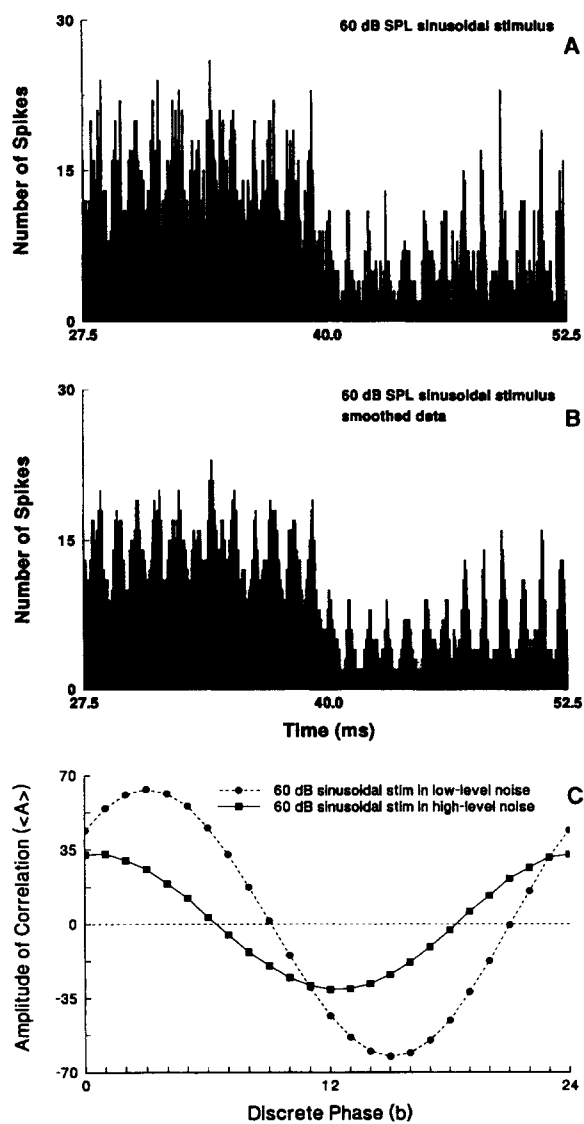 30
60 dB SPL sinusoidal stimulus
A
Number of Spikes
15
0
27.5
40.0
52.5
30
60 dB SPL sinusoidal stimulus
smoothed data
B
Number of Spikes
15
0
27.5
40.0
52.5
Time (ms)
70
60 dB sinusoidal stim in low-level noise
60 dB sinusoidal stim in high-level noise
C
Amplitude of Correlation (<A>)
35
0
-35
-70
0
12
24
Discrete Phase (b)